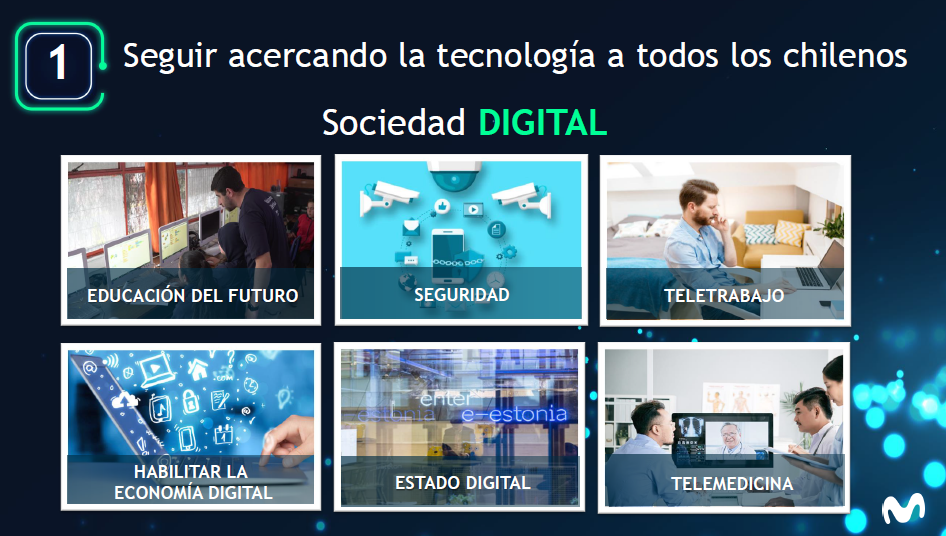 1
Seguir acercando la tecnología a todos los chilenos
Sociedad DIGITAL
EDUCACIÓN DEL FUTURO
SEGURIDAD
TELETRABAJO
@
HABILITAR LA
ECONOMÍA DIGITAL
enter
e-estonia
ESTADO DIGITAL
TELEMEDICINA